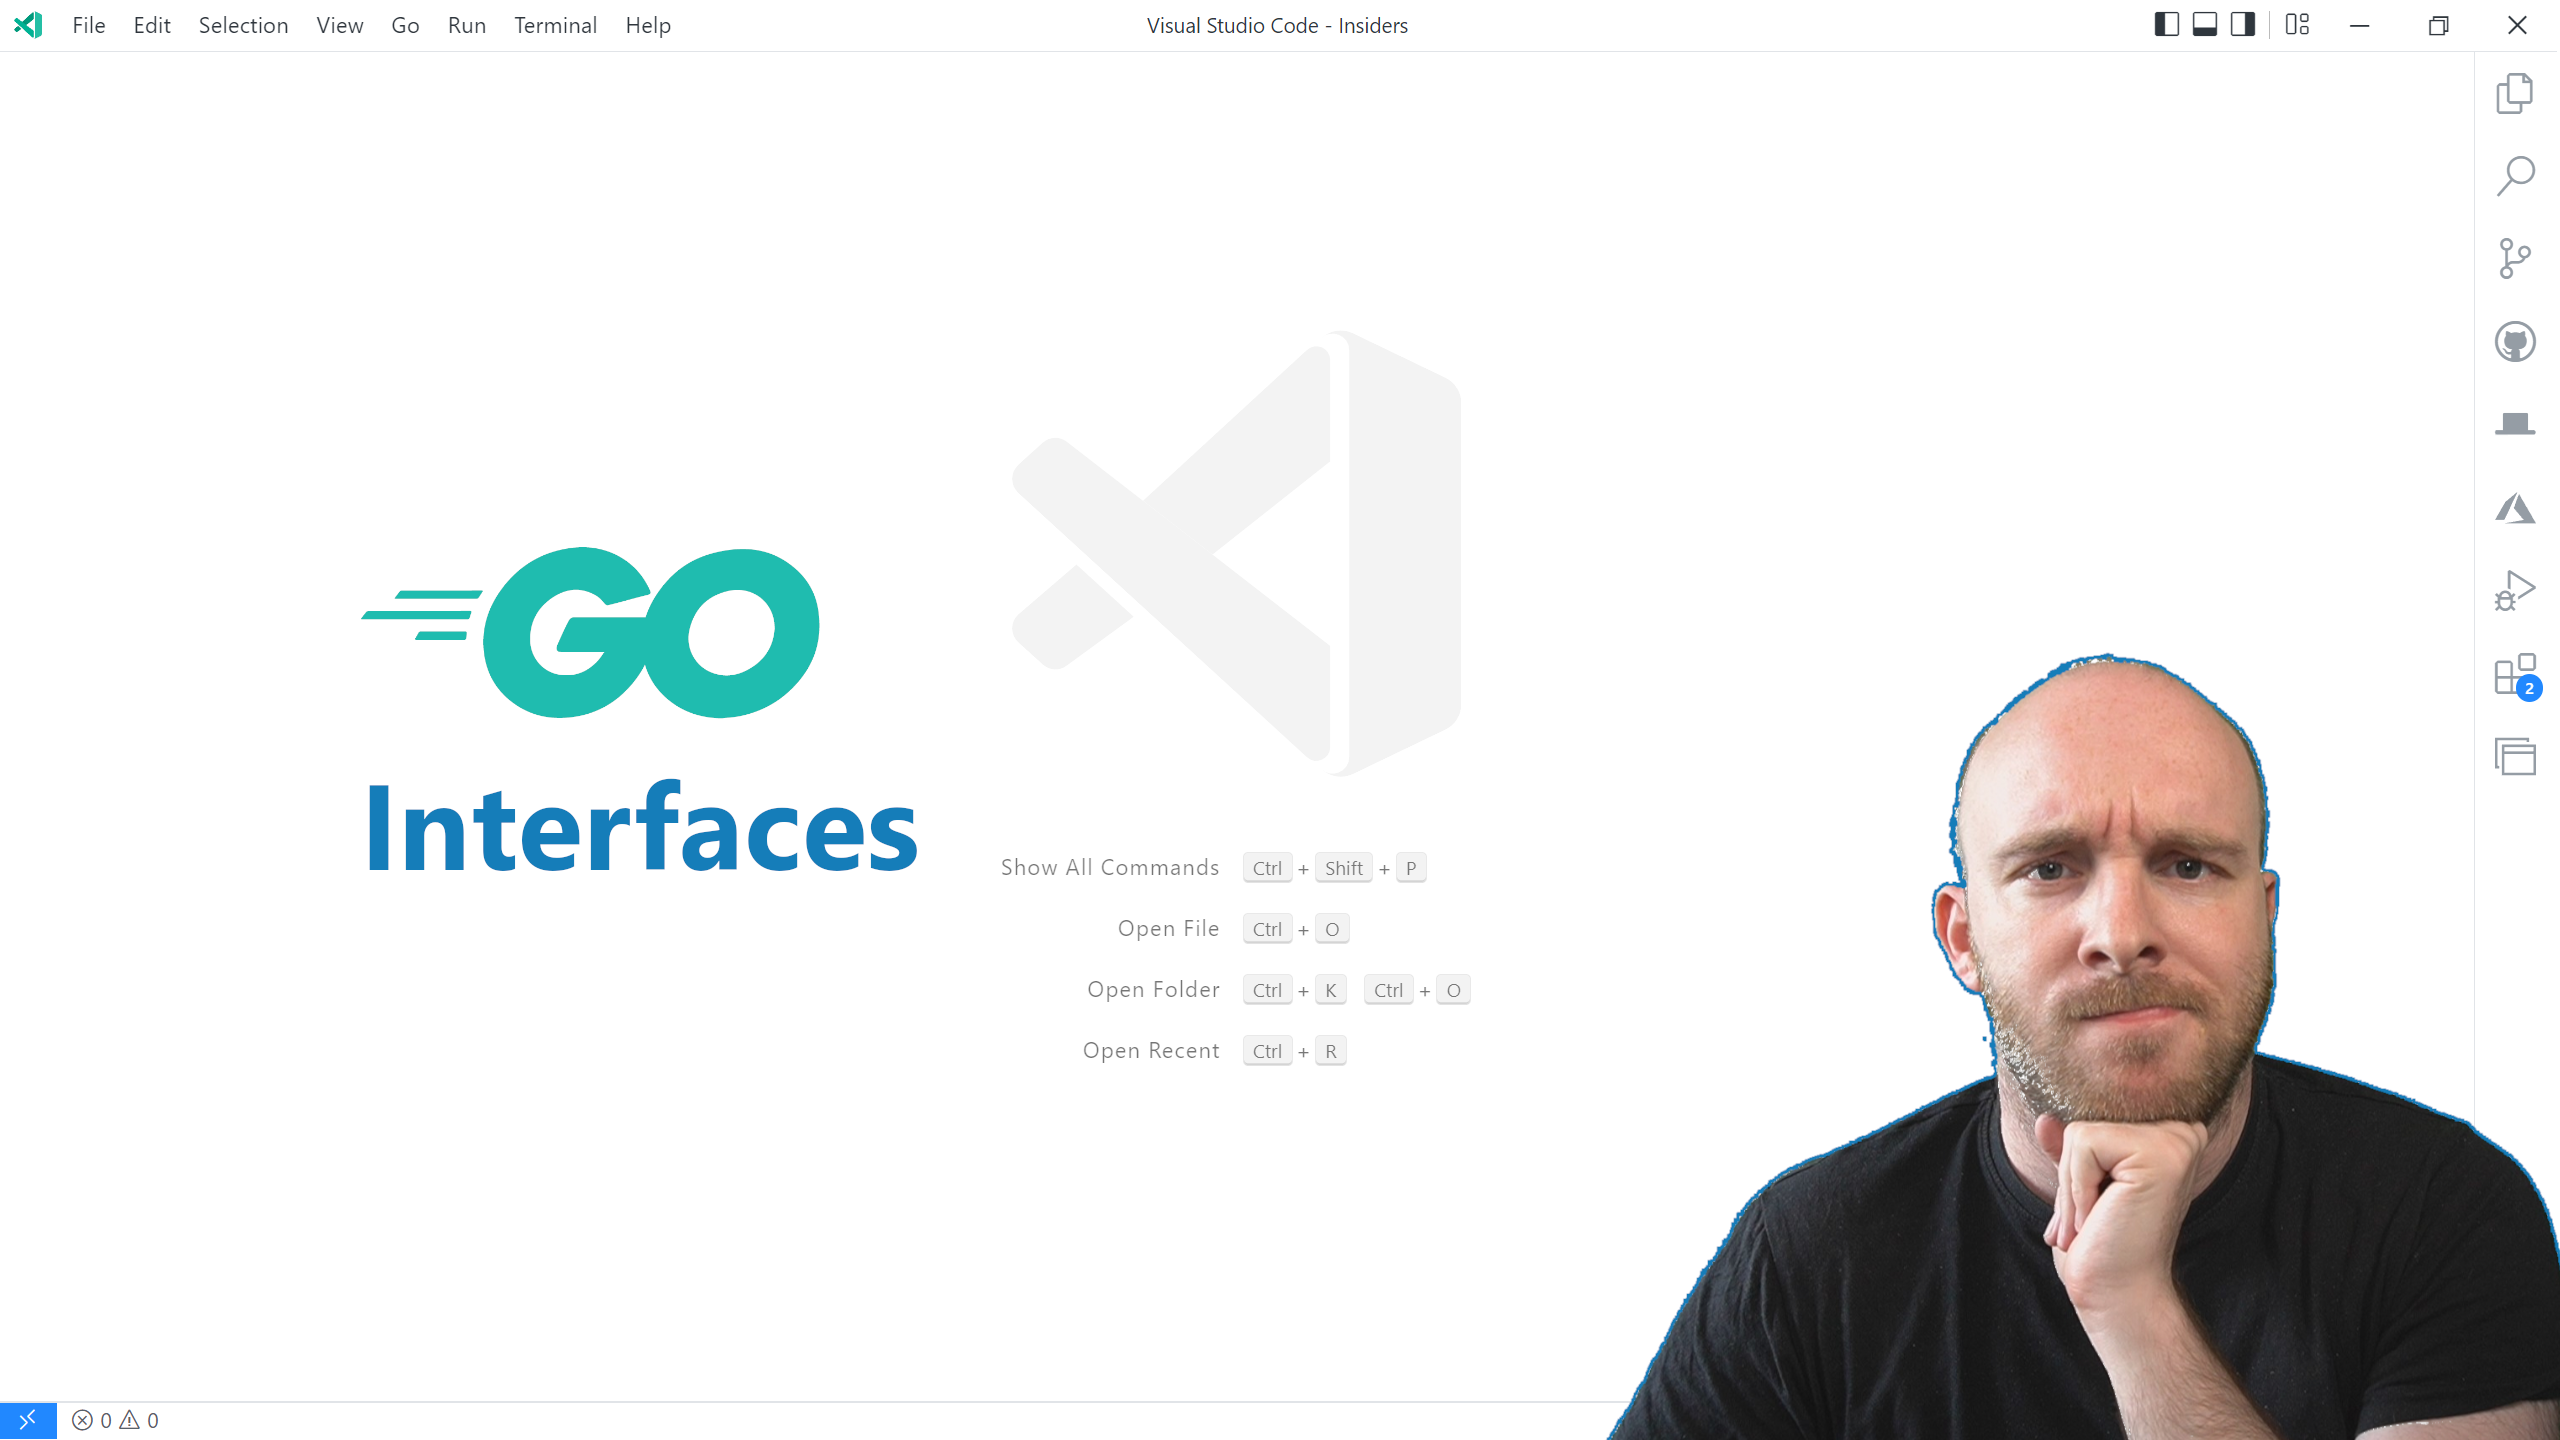 File Edit Selection View Go Run Terminal Help
Visual Studio Code - Insiders
GO
Interfaces
Show All Commands Ctrl + Shift + P
Open File Ctrl + O
Open Folder Ctrl + K Ctrl + O
Open Recent Ctrl + R
2
0 0